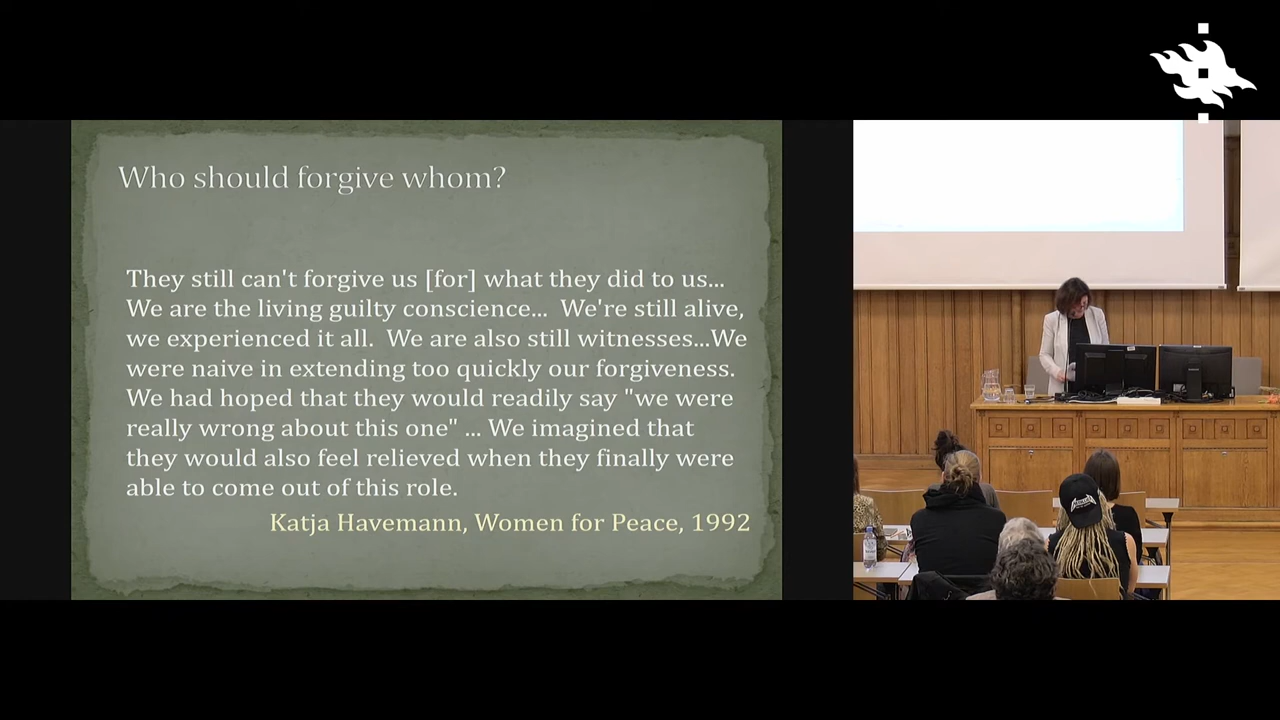 Who should forgive whom?
They still can't forgive us [for] what they did to us...
We are the living guilty conscience...  We're still alive,
we experienced it all.  We are also still witnesses...We
were naive in extending too quickly our forgiveness.
We had hoped that they would readily say "we were
really wrong about this one" ... We imagined that
they would also feel relieved when they finally were
able to come out of this role.
Katja Havemann, Women for Peace, 1992